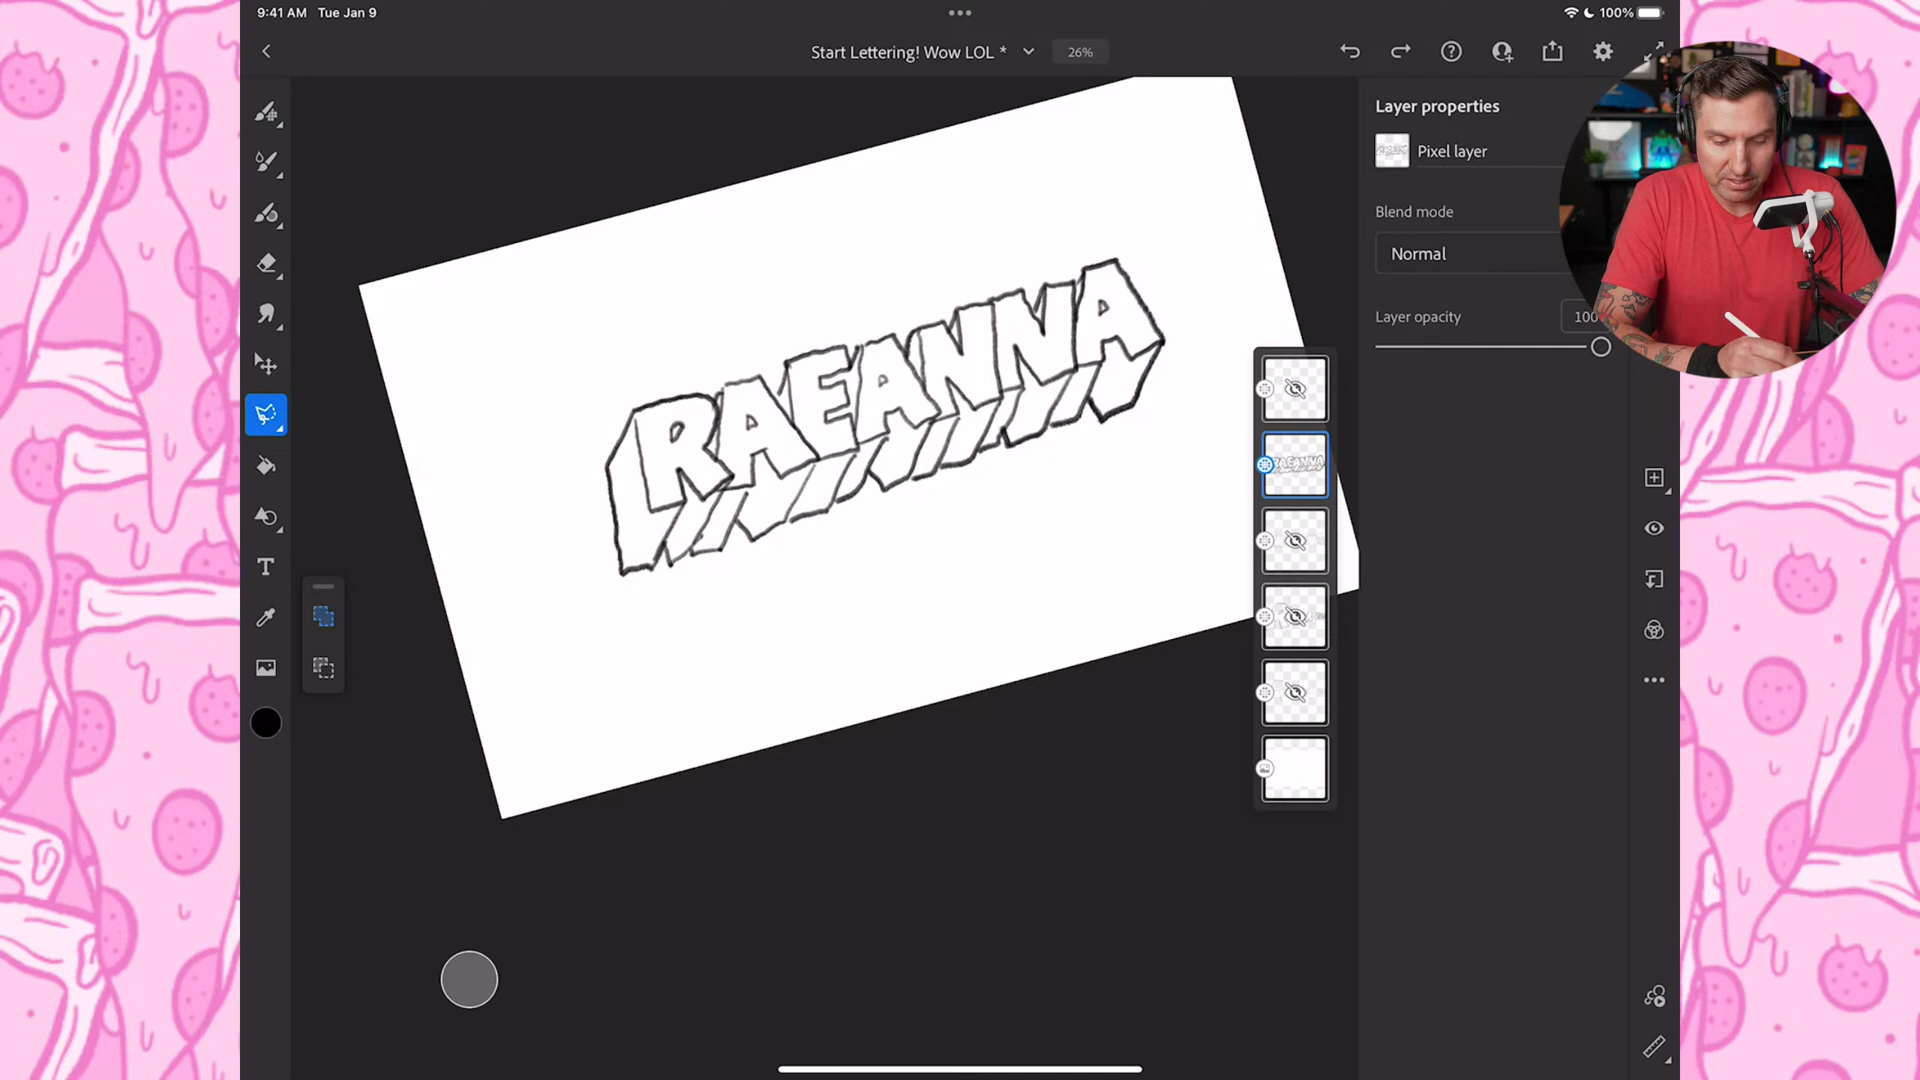 9:41 AM Tue Jan 9
100%
Start Lettering! Wow LOL *
26%
Layer properties
Pixel layer
Blend mode
Normal
Layer opacity
100
RAEANNA